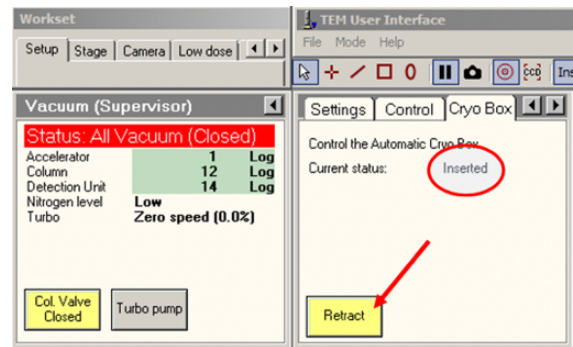 Workset
Setup Stage Camera Low dose
Vacuum (Supervisor)
Status: All Vacuum (Closed)
Accelerator 1 Log
Column 12 Log
Detection Unit 14 Log
Nitrogen level Low
Turbo Zero speed (0.0%)
Col. Valve
Closed
Turbo pump
TEM User Interface
File Mode Help
CCD Ins
Settings Control Cryo Box
Control the Automatic Cryo Box
Current status: Inserted
Retract